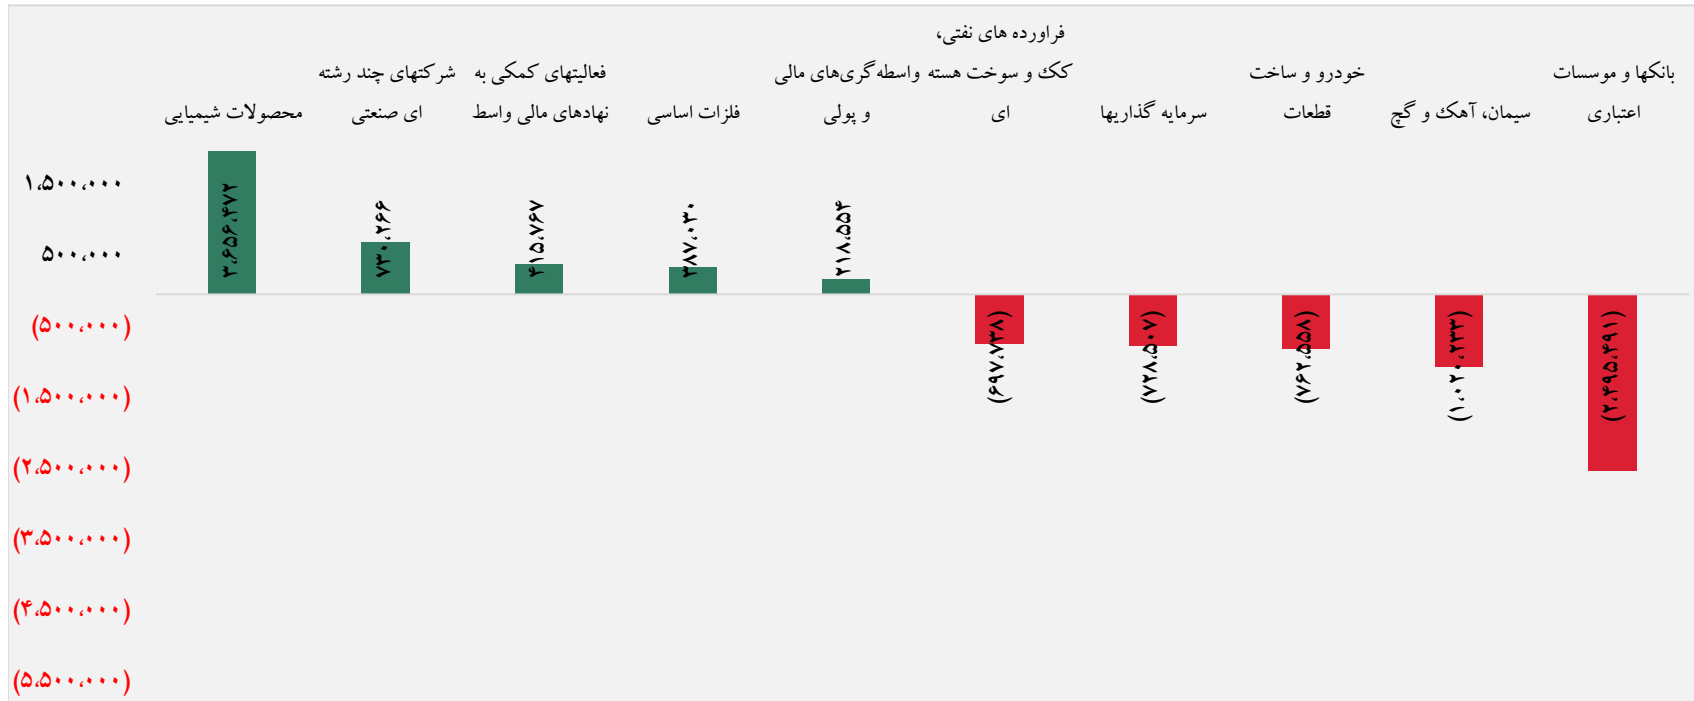 محصولات شیمیایی
شرکتهای چند رشته
ای صنعتی
فعالیتهای کمکی به
نهادهای مالی واسط
فلزات اساسی
واسطه‌گری‌های مالی
و پولی
فراورده های نفتی،
کک و سوخت هسته
ای
سرمایه گذاریها
خودرو و ساخت
قطعات
سیمان، آهک و گچ
بانکها و موسسات
اعتباری
۱،۵۰۰،۰۰۰
۵۰۰،۰۰۰
(۵۰۰،۰۰۰)
(۱،۵۰۰،۰۰۰)
(۲،۵۰۰،۰۰۰)
(۳،۵۰۰،۰۰۰)
(۴،۵۰۰،۰۰۰)
(۵،۵۰۰،۰۰۰)
۳،۶۵۶،۴۷۲
۷۳۰،۲۶۶
۴۱۵،۷۶۷
۳۸۷،۰۳۰
۲۱۸،۵۵۴
(۶۹۷،۷۳۸)
(۷۲۸،۵۰۷)
(۷۶۲،۵۵۸)
(۱،۰۲۰،۲۳۳)
(۲،۴۹۵،۴۹۱)